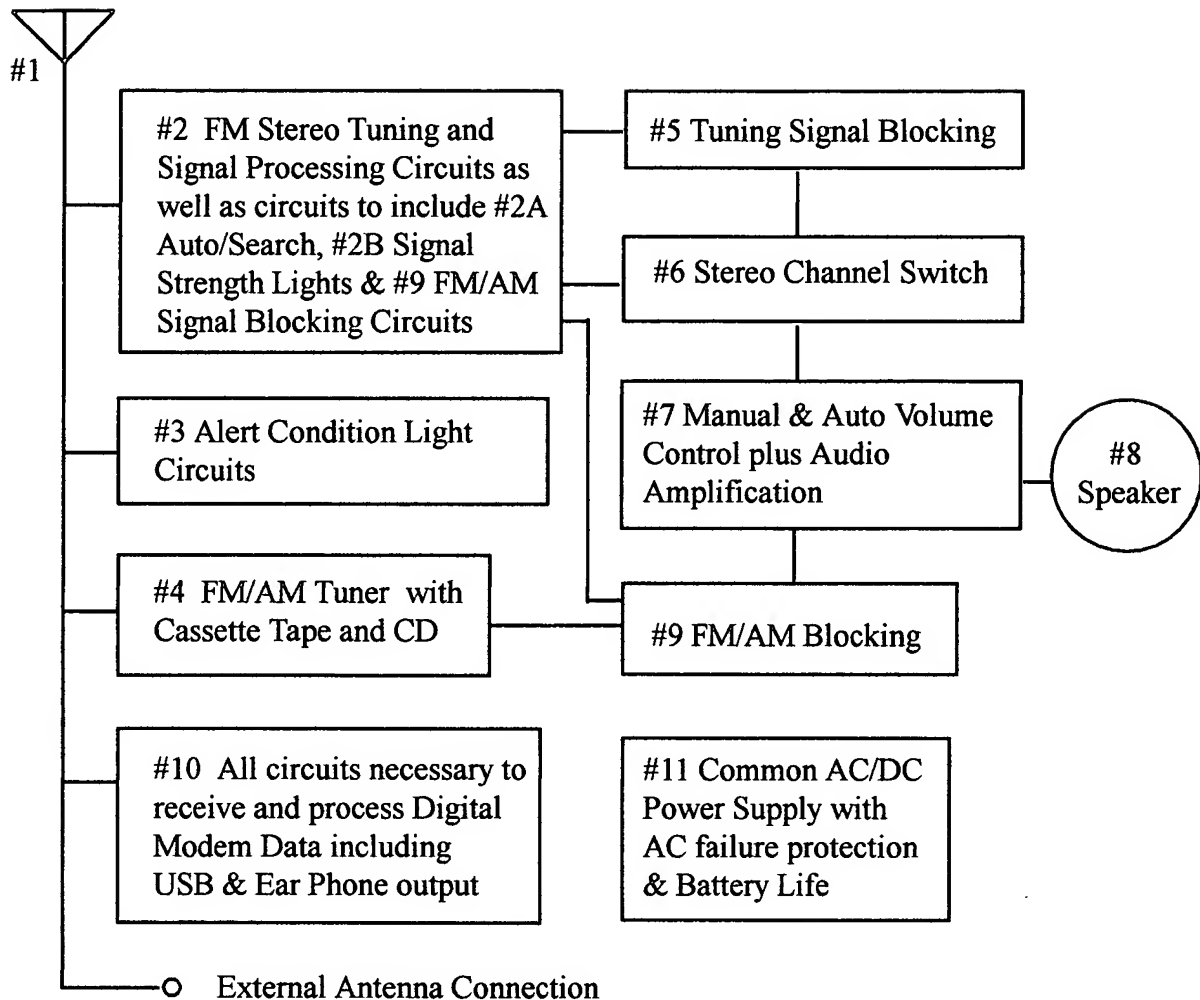 #1
#2 FM Stereo Tuning and
Signal Processing Circuits as
well as circuits to include #2A
Auto/Search, #2B Signal
Strength Lights & #9 FM/AM
Signal Blocking Circuits
#5 Tuning Signal Blocking
#6 Stereo Channel Switch
#3 Alert Condition Light
Circuits
#7 Manual & Auto Volume
Control plus Audio
Amplification
#8
Speaker
#4 FM/AM Tuner with
Cassette Tape and CD
#9 FM/AM Blocking
#10 All circuits necessary to
receive and process Digital
Modem Data including
USB & Ear Phone output
#11 Common AC/DC
Power Supply with
AC failure protection
& Battery Life
External Antenna Connection